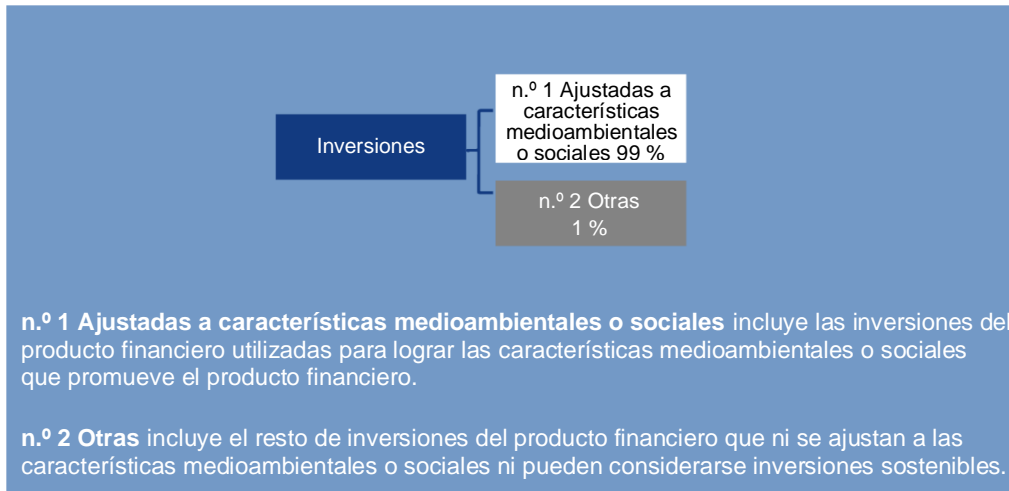 n.º 1 Ajustadas a
características
medioambientales
o sociales 99 %
Inversiones
n.º 2 Otras
1 %
n.º 1 Ajustadas a características medioambientales o sociales incluye las inversiones del
producto financiero utilizadas para lograr las características medioambientales o sociales
que promueve el producto financiero.
n.º 2 Otras incluye el resto de inversiones del producto financiero que ni se ajustan a las
características medioambientales o sociales ni pueden considerarse inversiones sostenibles.